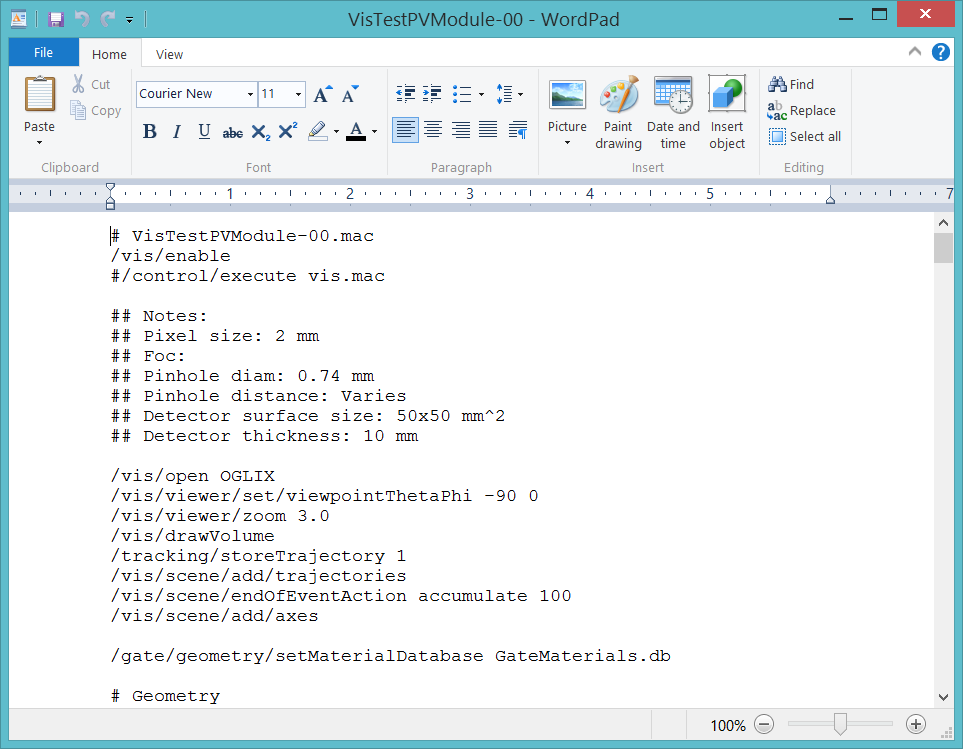 VisTestPVModule-00 - WordPad
File Home View
Paste
Cut
Copy
Clipboard
Courier New 11 A A
B I U abc X2 X2 A
Font
Paragraph
Picture
Paint drawing
Date and time
Insert object
Insert
Find
Replace
Select all
Editing
1 2 3 4 5 7
# VisTestPVModule-00.mac
/vis/enable
#/control/execute vis.mac
## Notes:
## Pixel size: 2 mm
## Foc:
## Pinhole diam: 0.74 mm
## Pinhole distance: Varies
## Detector surface size: 50x50 mm^2
## Detector thickness: 10 mm
/vis/open OGLIX
/vis/viewer/set/viewpointThetaPhi -90 0
/vis/viewer/zoom 3.0
/vis/drawVolume
/tracking/storeTrajectory 1
/vis/scene/add/trajectories
/vis/scene/endOfEventAction accumulate 100
/vis/scene/add/axes
/gate/geometry/setMaterialDatabase GateMaterials.db
# Geometry
100%